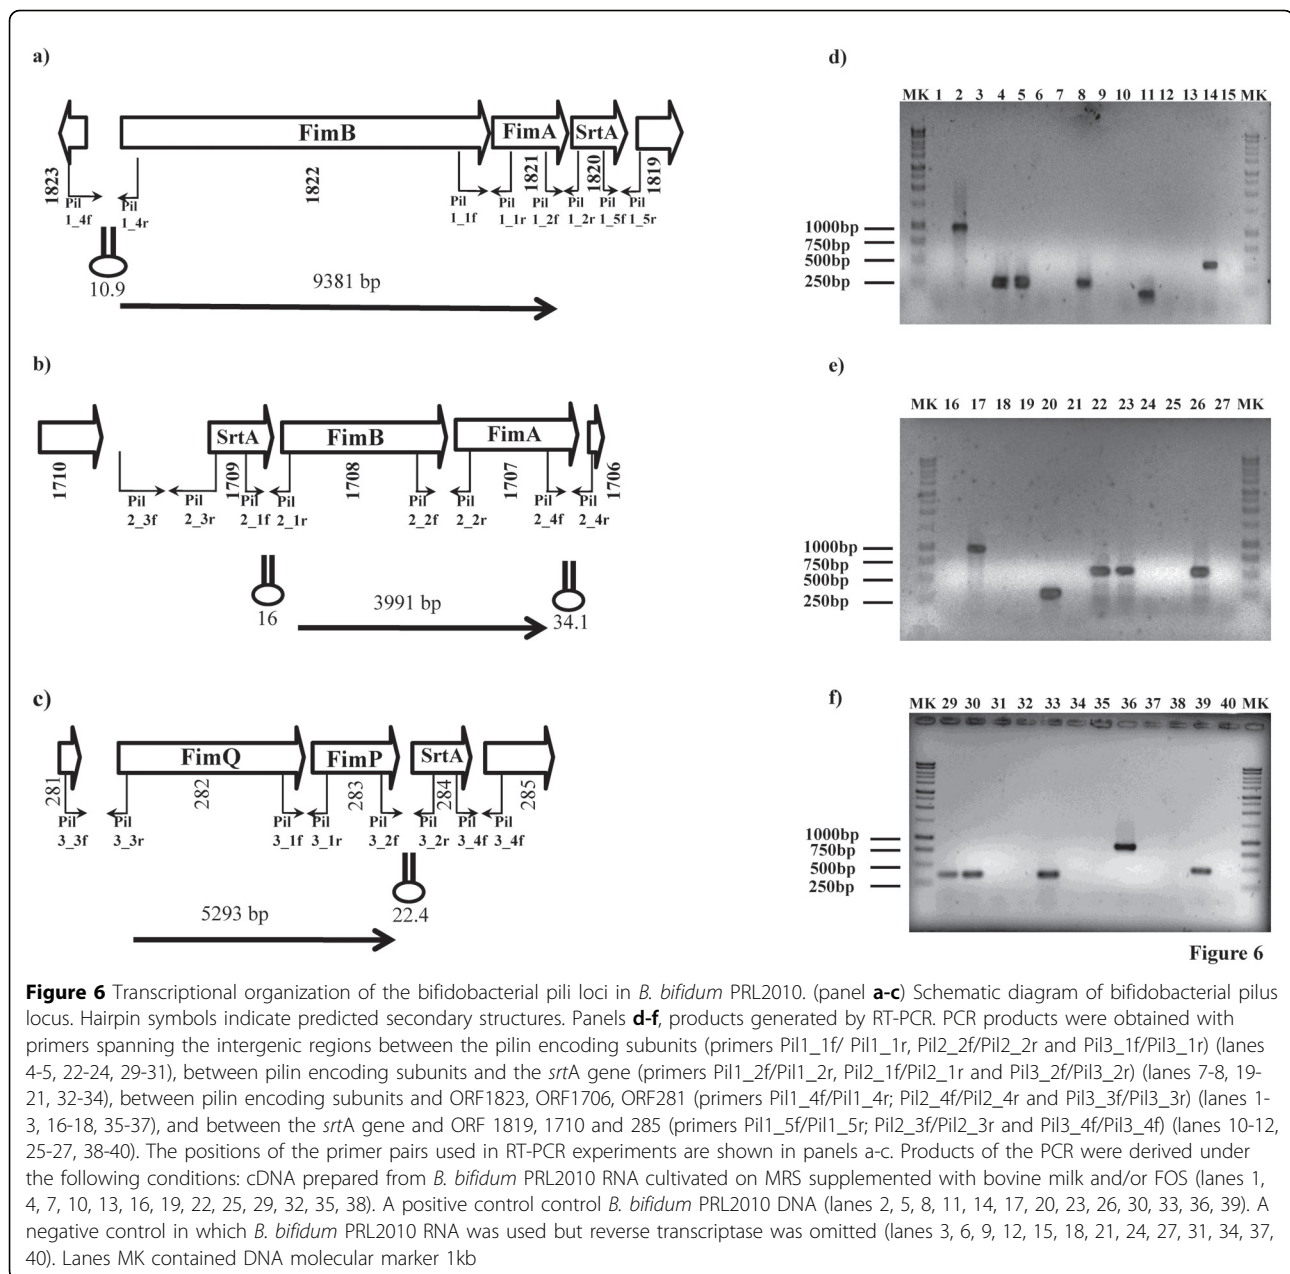 a)
FimB
FimA
SrtA
1823
1822
1821
1820
1819
Pil
1_4f
Pil
1_4r
Pil
1_1f
Pil
1_1r
Pil
1_2f
Pil
1_2r
Pil
1_5f
Pil
1_5r
10.9
9381 bp
b)
SrtA
FimB
FimA
1710
1709
1708
1707
1706
Pil
2_3f
Pil
2_3r
Pil
2_1f
Pil
2_1r
Pil
2_2f
Pil
2_2r
Pil
2_4f
Pil
2_4r
16
3991 bp
34.1
c)
FimQ
FimP
SrtA
281
282
283
284
285
Pil
3_3f
Pil
3_3r
Pil
3_1f
Pil
3_1r
Pil
3_2f
Pil
3_2r
Pil
3_4f
Pil
3_4f
22.4
5293 bp
d)
MK 1 2 3 4 5 6 7 8 9 10 11 12 13 14 15 MK
1000bp
750bp
500bp
250bp
e)
MK 16 17 18 19 20 21 22 23 24 25 26 27 MK
1000bp
750bp
500bp
250bp
f)
MK 29 30 31 32 33 34 35 36 37 38 39 40 MK
1000bp
750bp
500bp
250bp
Figure 6
Figure 6 Transcriptional organization of the bifidobacterial pili loci in B. bifidum PRL2010. (panel a-c) Schematic diagram of bifidobacterial pilus
locus. Hairpin symbols indicate predicted secondary structures. Panels d-f, products generated by RT-PCR. PCR products were obtained with
primers spanning the intergenic regions between the pilin encoding subunits (primers Pil1_1f/ Pil1_1r, Pil2_2f/Pil2_2r and Pil3_1f/Pil3_1r) (lanes
4-5, 22-24, 29-31), between pilin encoding subunits and the srtA gene (primers Pil1_2f/Pil1_2r, Pil2_1f/Pil2_1r and Pil3_2f/Pil3_2r) (lanes 7-8, 19-
21, 32-34), between pilin encoding subunits and ORF1823, ORF1706, ORF281 (primers Pil1_4f/Pil1_4r; Pil2_4f/Pil2_4r and Pil3_3f/Pil3_3r) (lanes 1-
3, 16-18, 35-37), and between the srtA gene and ORF 1819, 1710 and 285 (primers Pil1_5f/Pil1_5r; Pil2_3f/Pil2_3r and Pil3_4f/Pil3_4f) (lanes 10-12,
25-27, 38-40). The positions of the primer pairs used in RT-PCR experiments are shown in panels a-c. Products of the PCR were derived under
the following conditions: cDNA prepared from B. bifidum PRL2010 RNA cultivated on MRS supplemented with bovine milk and/or FOS (lanes 1,
4, 7, 10, 13, 16, 19, 22, 25, 29, 32, 35, 38). A positive control control B. bifidum PRL2010 DNA (lanes 2, 5, 8, 11, 14, 17, 20, 23, 26, 30, 33, 36, 39). A
negative control in which B. bifidum PRL2010 RNA was used but reverse transcriptase was omitted (lanes 3, 6, 9, 12, 15, 18, 21, 24, 27, 31, 34, 37,
40). Lanes MK contained DNA molecular marker 1kb